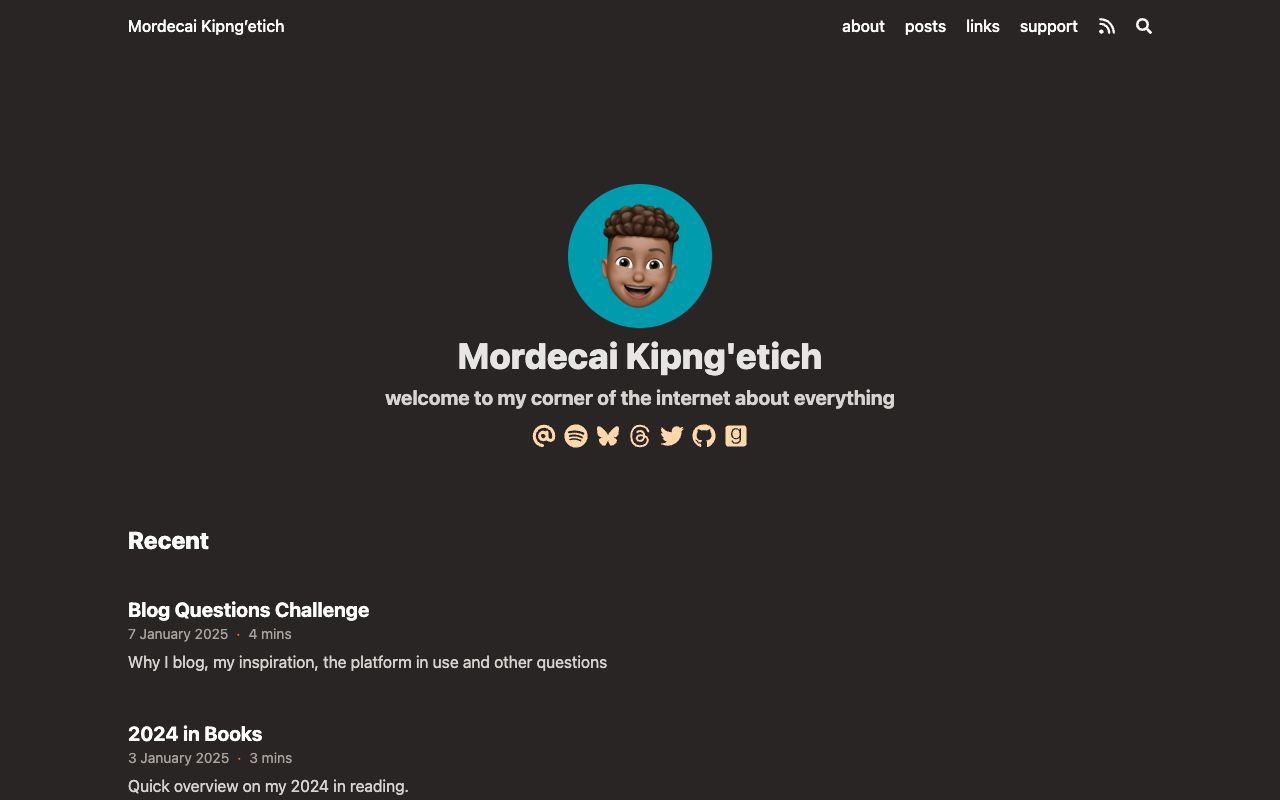 Mordecai Kipng’etich
about posts links support
Mordecai Kipng'etich
welcome to my corner of the internet about everything
Recent
Blog Questions Challenge
7 January 2025 · 4 mins
Why I blog, my inspiration, the platform in use and other questions
2024 in Books
3 January 2025 · 3 mins
Quick overview on my 2024 in reading.